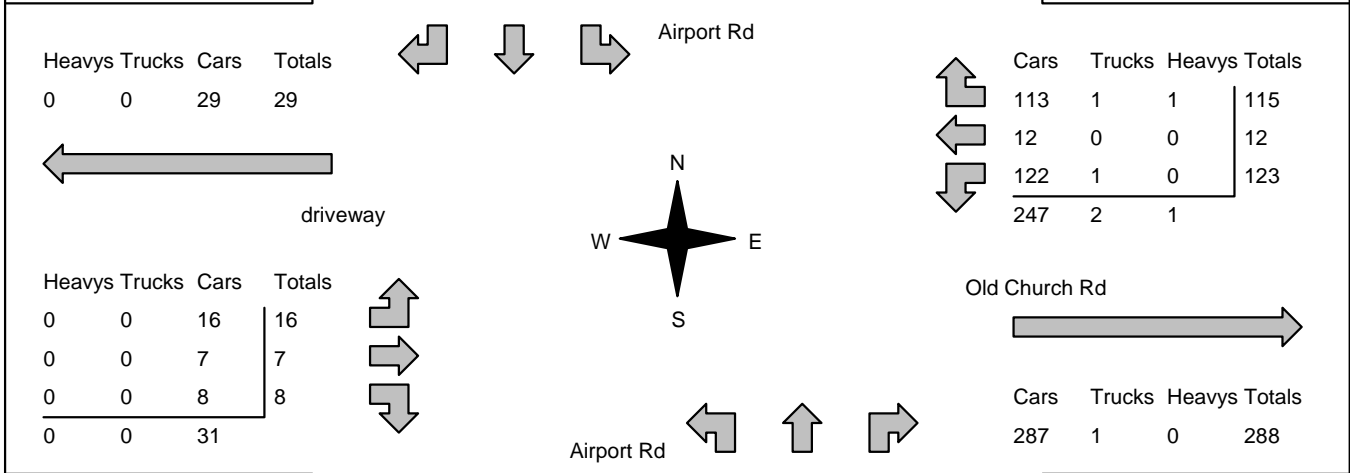 Airport Rd
Heavys Trucks Cars Totals
0 0 29 29
Cars Trucks Heavys Totals
113 1 1 115
12 0 0 12
122 1 0 123
247 2 1
driveway
N
W E
S
Heavys Trucks Cars Totals
0 0 16 16
0 0 7 7
0 0 8 8
0 0 31
Old Church Rd
Cars Trucks Heavys Totals
287 1 0 288
Airport Rd